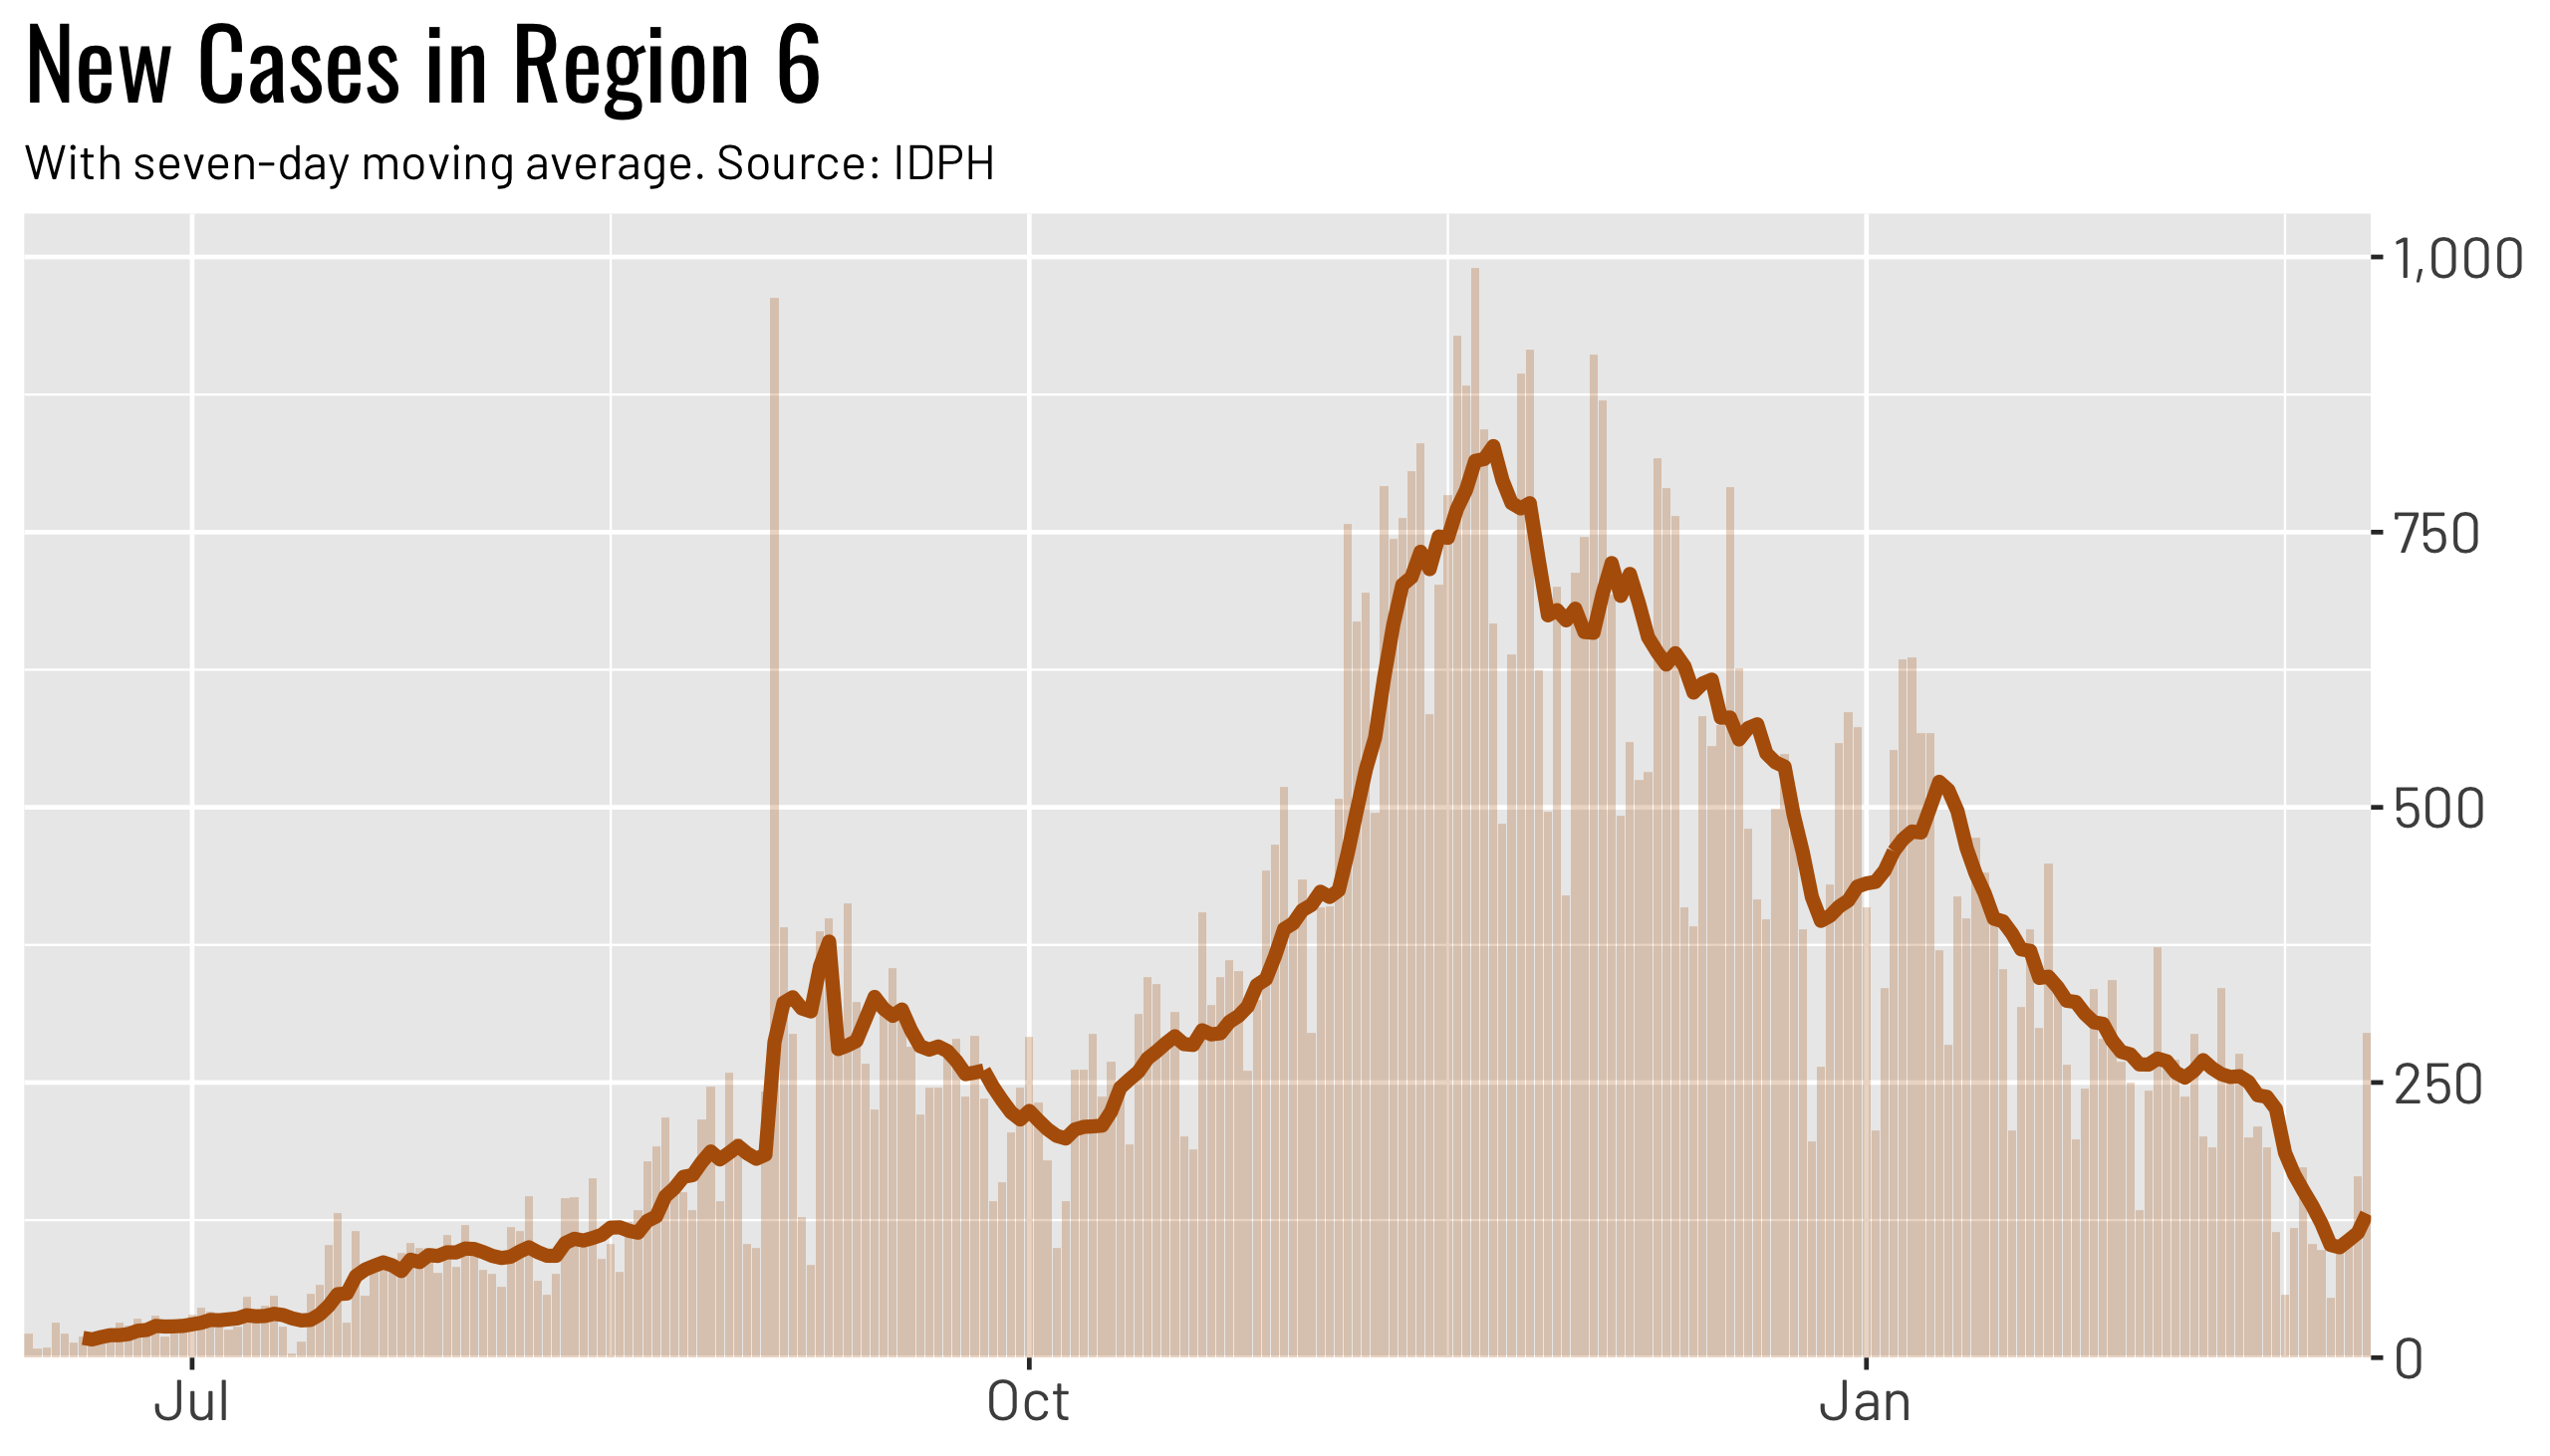 New Cases in Region 6
With seven-day moving average. Source: IDPH
1,000
750
500
250
0
Jul Oct Jan